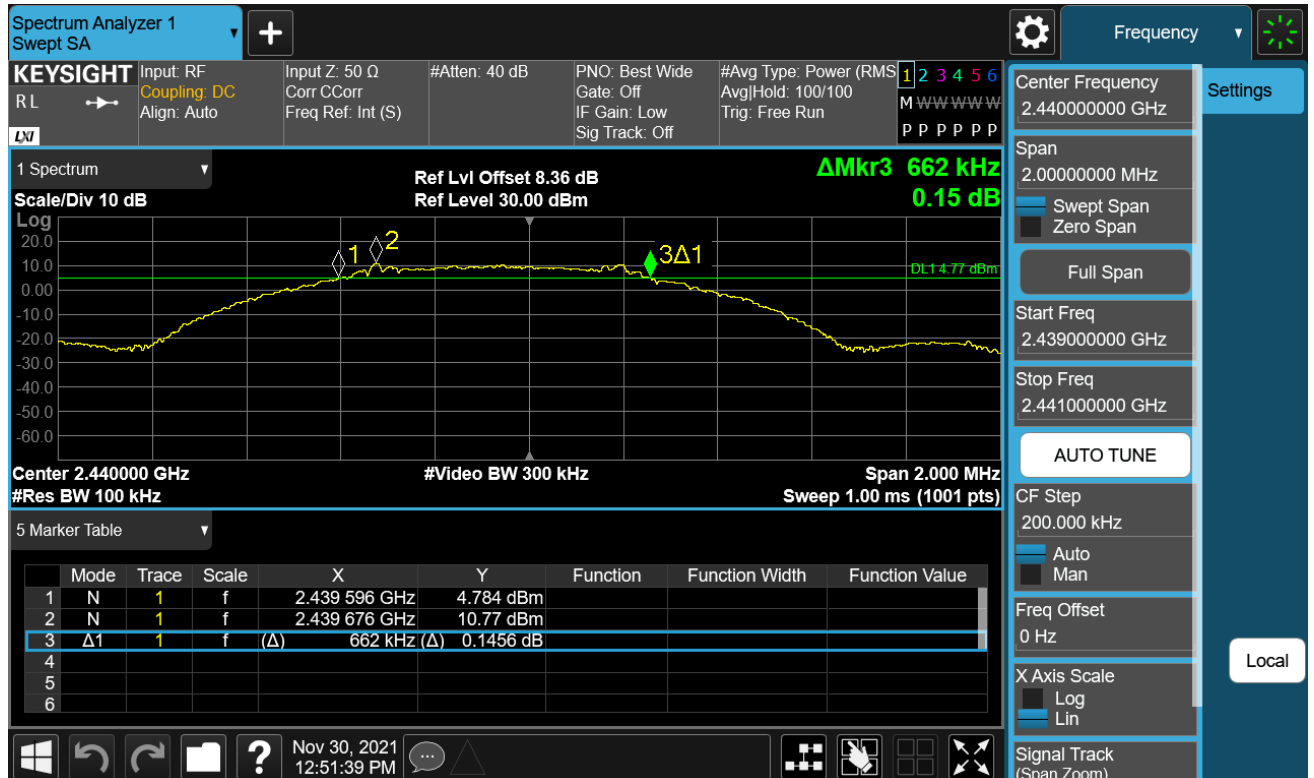 Spectrum Analyzer 1
Swept SA
+
Frequency
KEYSIGHT
RL
LXI
Input: RF
Coupling: DC
Align: Auto
Input Z: 50 Ω
Corr CCorr
Freq Ref: Int (S)
#Atten: 40 dB
PNO: Best Wide
Gate: Off
IF Gain: Low
Sig Track: Off
#Avg Type: Power (RMS
Avg|Hold: 100/100
Trig: Free Run
1 2 3 4 5 6
M W W W W W
P P P P P P
1 Spectrum
Scale/Div 10 dB
Log
Ref Lvl Offset 8.36 dB
Ref Level 30.00 dBm
ΔMkr3 662 kHz
0.15 dB
20.0
10.0
0.00
-10.0
-20.0
-30.0
-40.0
-50.0
-60.0
1
2
3Δ1
DL1 4.77 dBm
Center 2.440000 GHz
#Video BW 300 kHz
Span 2.000 MHz
#Res BW 100 kHz
Sweep 1.00 ms (1001 pts)
5 Marker Table
Mode Trace Scale X Y Function Function Width Function Value
1 N 1 f 2.439 596 GHz 4.784 dBm
2 N 1 f 2.439 676 GHz 10.77 dBm
3 Δ1 1 f (Δ) 662 kHz (Δ) 0.1456 dB
4
5
6
?
Nov 30, 2021
12:51:39 PM
Center Frequency
2.440000000 GHz
Settings
Span
2.00000000 MHz
Swept Span
Zero Span
Full Span
Start Freq
2.439000000 GHz
Stop Freq
2.441000000 GHz
AUTO TUNE
CF Step
200.000 kHz
Auto
Man
Freq Offset
0 Hz
Local
X Axis Scale
Log
Lin
Signal Track
(Span Zoom)